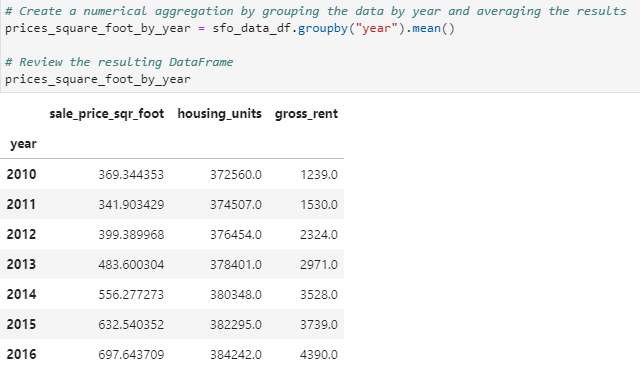 # Create a numerical aggregation by grouping the data by year and averaging the results
prices_square_foot_by_year = sfo_data_df.groupby("year").mean()
# Review the resulting DataFrame
prices_square_foot_by_year
sale_price_sqr_foot housing_units gross_rent
year
2010 369.344353 372560.0 1239.0
2011 341.903429 374507.0 1530.0
2012 399.389968 376454.0 2324.0
2013 483.600304 378401.0 2971.0
2014 556.277273 380348.0 3528.0
2015 632.540352 382295.0 3739.0
2016 697.643709 384242.0 4390.0